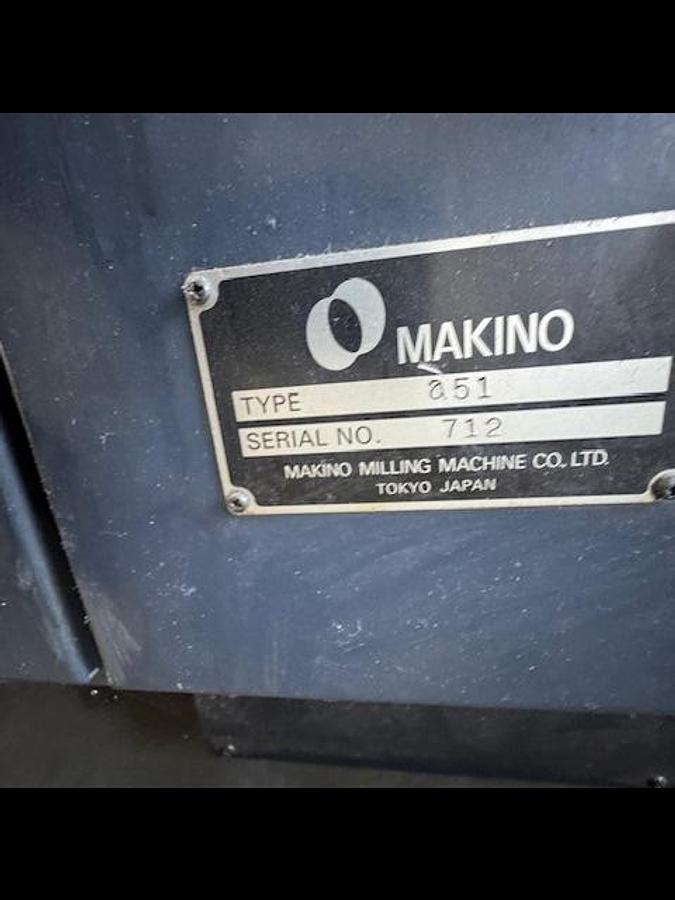 MAKINO
TYPE a51
SERIAL NO. 712
MAKINO MILLING MACHINE CO., LTD.
TOKYO JAPAN